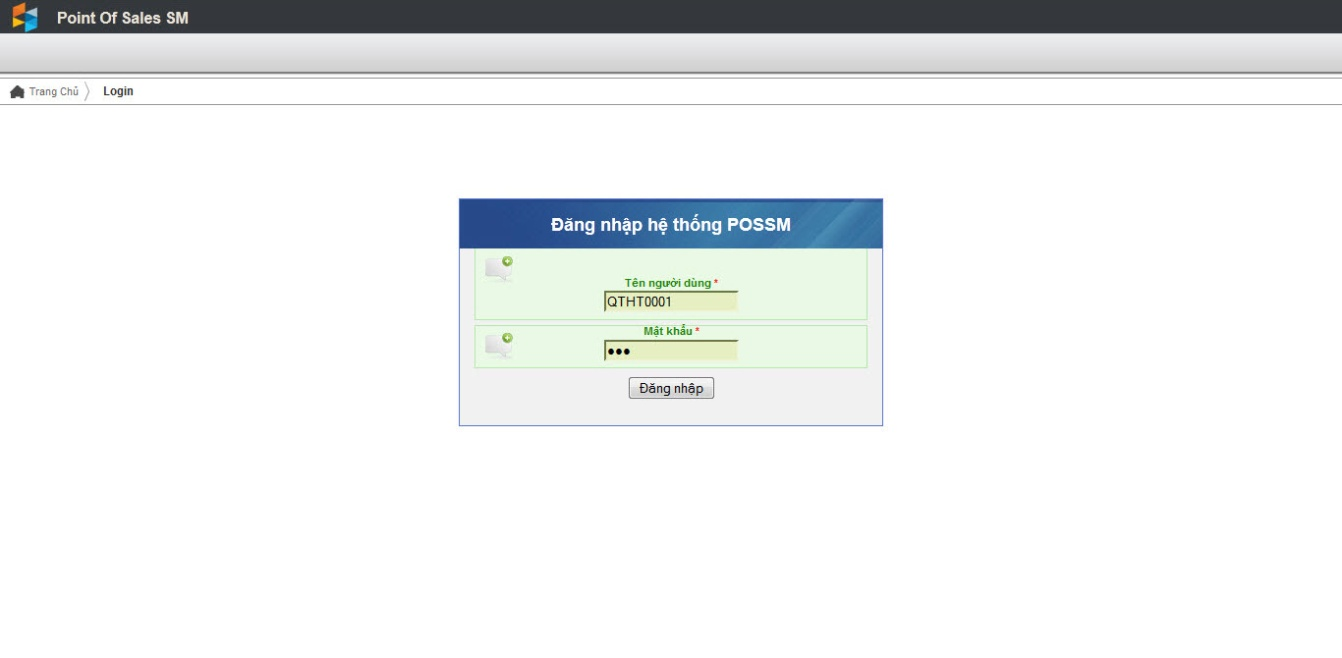 Point Of Sales SM
Trang Chủ Login
Đăng nhập hệ thống POSSM
Tên người dùng *
QTHT0001
Mật khẩu *
•••
Đăng nhập